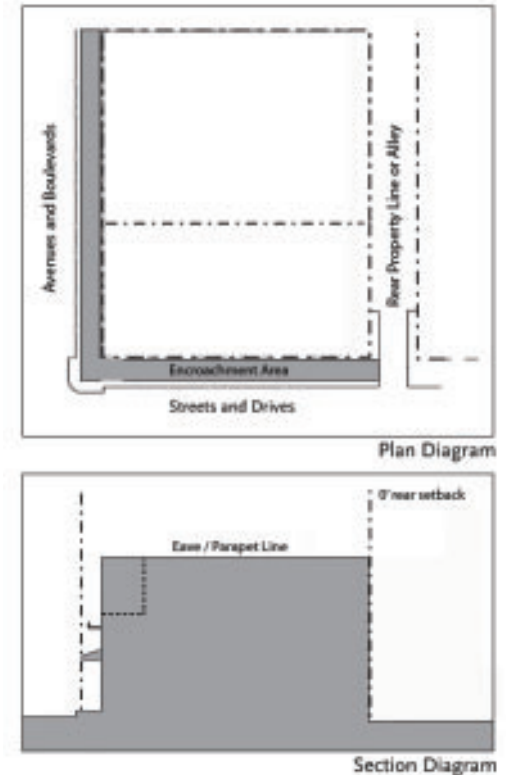 Avenues and Boulevards
Rear Property Line or Alley
Encroachment Area
Streets and Drives
Plan Diagram
0' rear setback
Eave / Parapet Line
Section Diagram